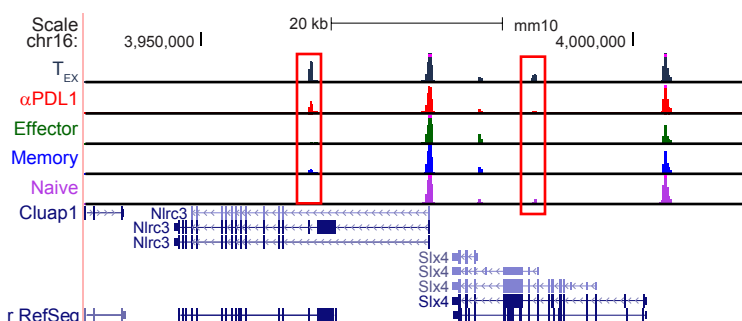 Scale 20 kb mm10
chr16: 3,950,000 4,000,000
TEX
αPDL1
Effector
Memory
Naive
Cluap1 Nlrc3
Nlrc3
Nlrc3
Slx4
Slx4
Slx4
Slx4
r RefSeq